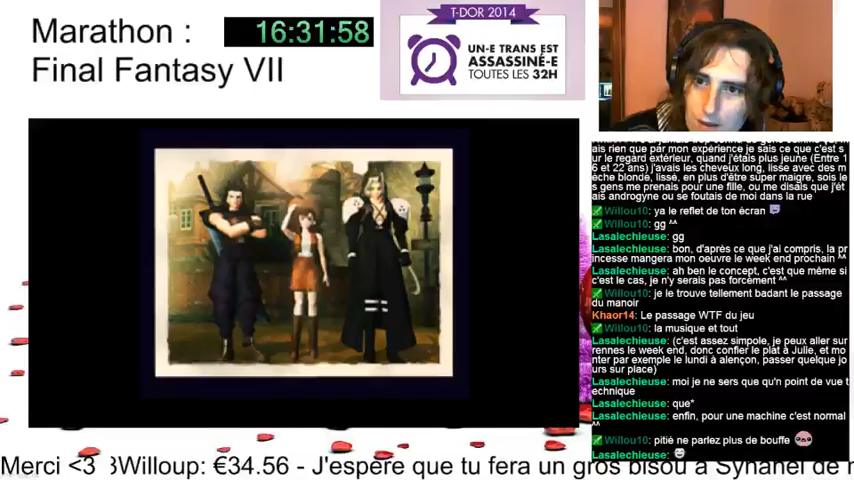 Marathon :
Final Fantasy VII
16:31:58
T-DOR 2014
UN-E TRANS EST
ASSASSINÉ-E
TOUTES LES 32H
ais rien que par mon expérience je sais ce que c'est s
ur le regard extérieur, quand j'étais plus jeune (Entre 1
6 et 22 ans) j'avais les cheveux long, lisse avec des m
èche blonde, lissé, en plus d'être super maigre, sois le
s gens me prenais pour une fille, ou me disais que j'ét
ais androgyne ou se foutais de moi dans la rue
Willou10: ya le reflet de ton écran
Willou10: gg ^^
Lasalechieuse: gg
Lasalechieuse: bon, d'après ce que j'ai compris, la pr
incesse mangera mon oeuvre le week end prochain ^^
Lasalechieuse: ah ben le concept, c'est que même si
c'est le cas, je n'y serais pas forcément ^^
Willou10: je le trouve tellement badant le passage
du manoir
Khaor14: Le passage WTF du jeu
Willou10: la musique et tout
Lasalechieuse: (c'est assez simpole, je peux aller sur
rennes le week end, donc confier le plat à Julie, et mo
nter par exemple le lundi à alençon, passer quelque jo
urs sur place)
Lasalechieuse: moi je ne sers que qu'n point de vue t
echnique
Lasalechieuse: que*
Lasalechieuse: enfin, pour une machine c'est normal
^^
Willou10: pitié ne parlez plus de bouffe
Lasalechieuse:
Merci <3 3Willoup: €34.56 - J'espère que tu fera un gros bisou à Synahel de